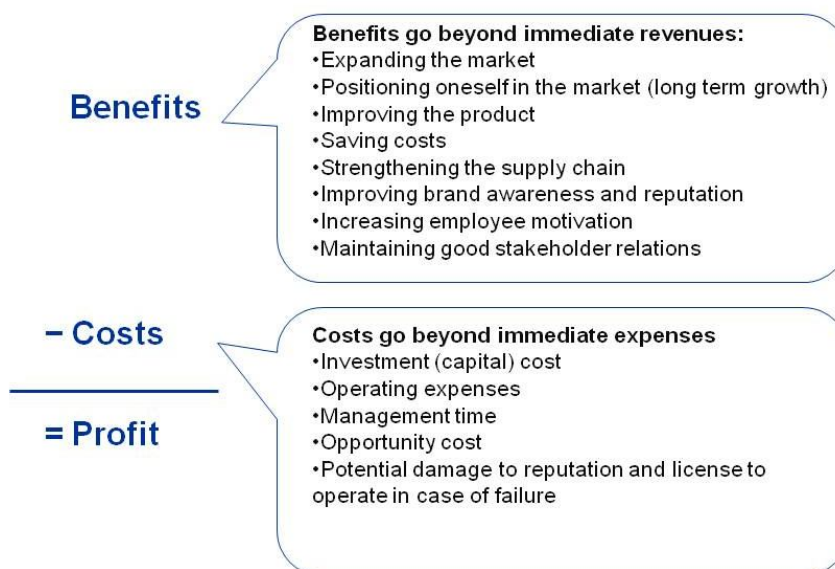 Benefits
Benefits go beyond immediate revenues:
•Expanding the market
•Positioning oneself in the market (long term growth)
•Improving the product
•Saving costs
•Strengthening the supply chain
•Improving brand awareness and reputation
•Increasing employee motivation
•Maintaining good stakeholder relations
– Costs
= Profit
Costs go beyond immediate expenses
•Investment (capital) cost
•Operating expenses
•Management time
•Opportunity cost
•Potential damage to reputation and license to
operate in case of failure